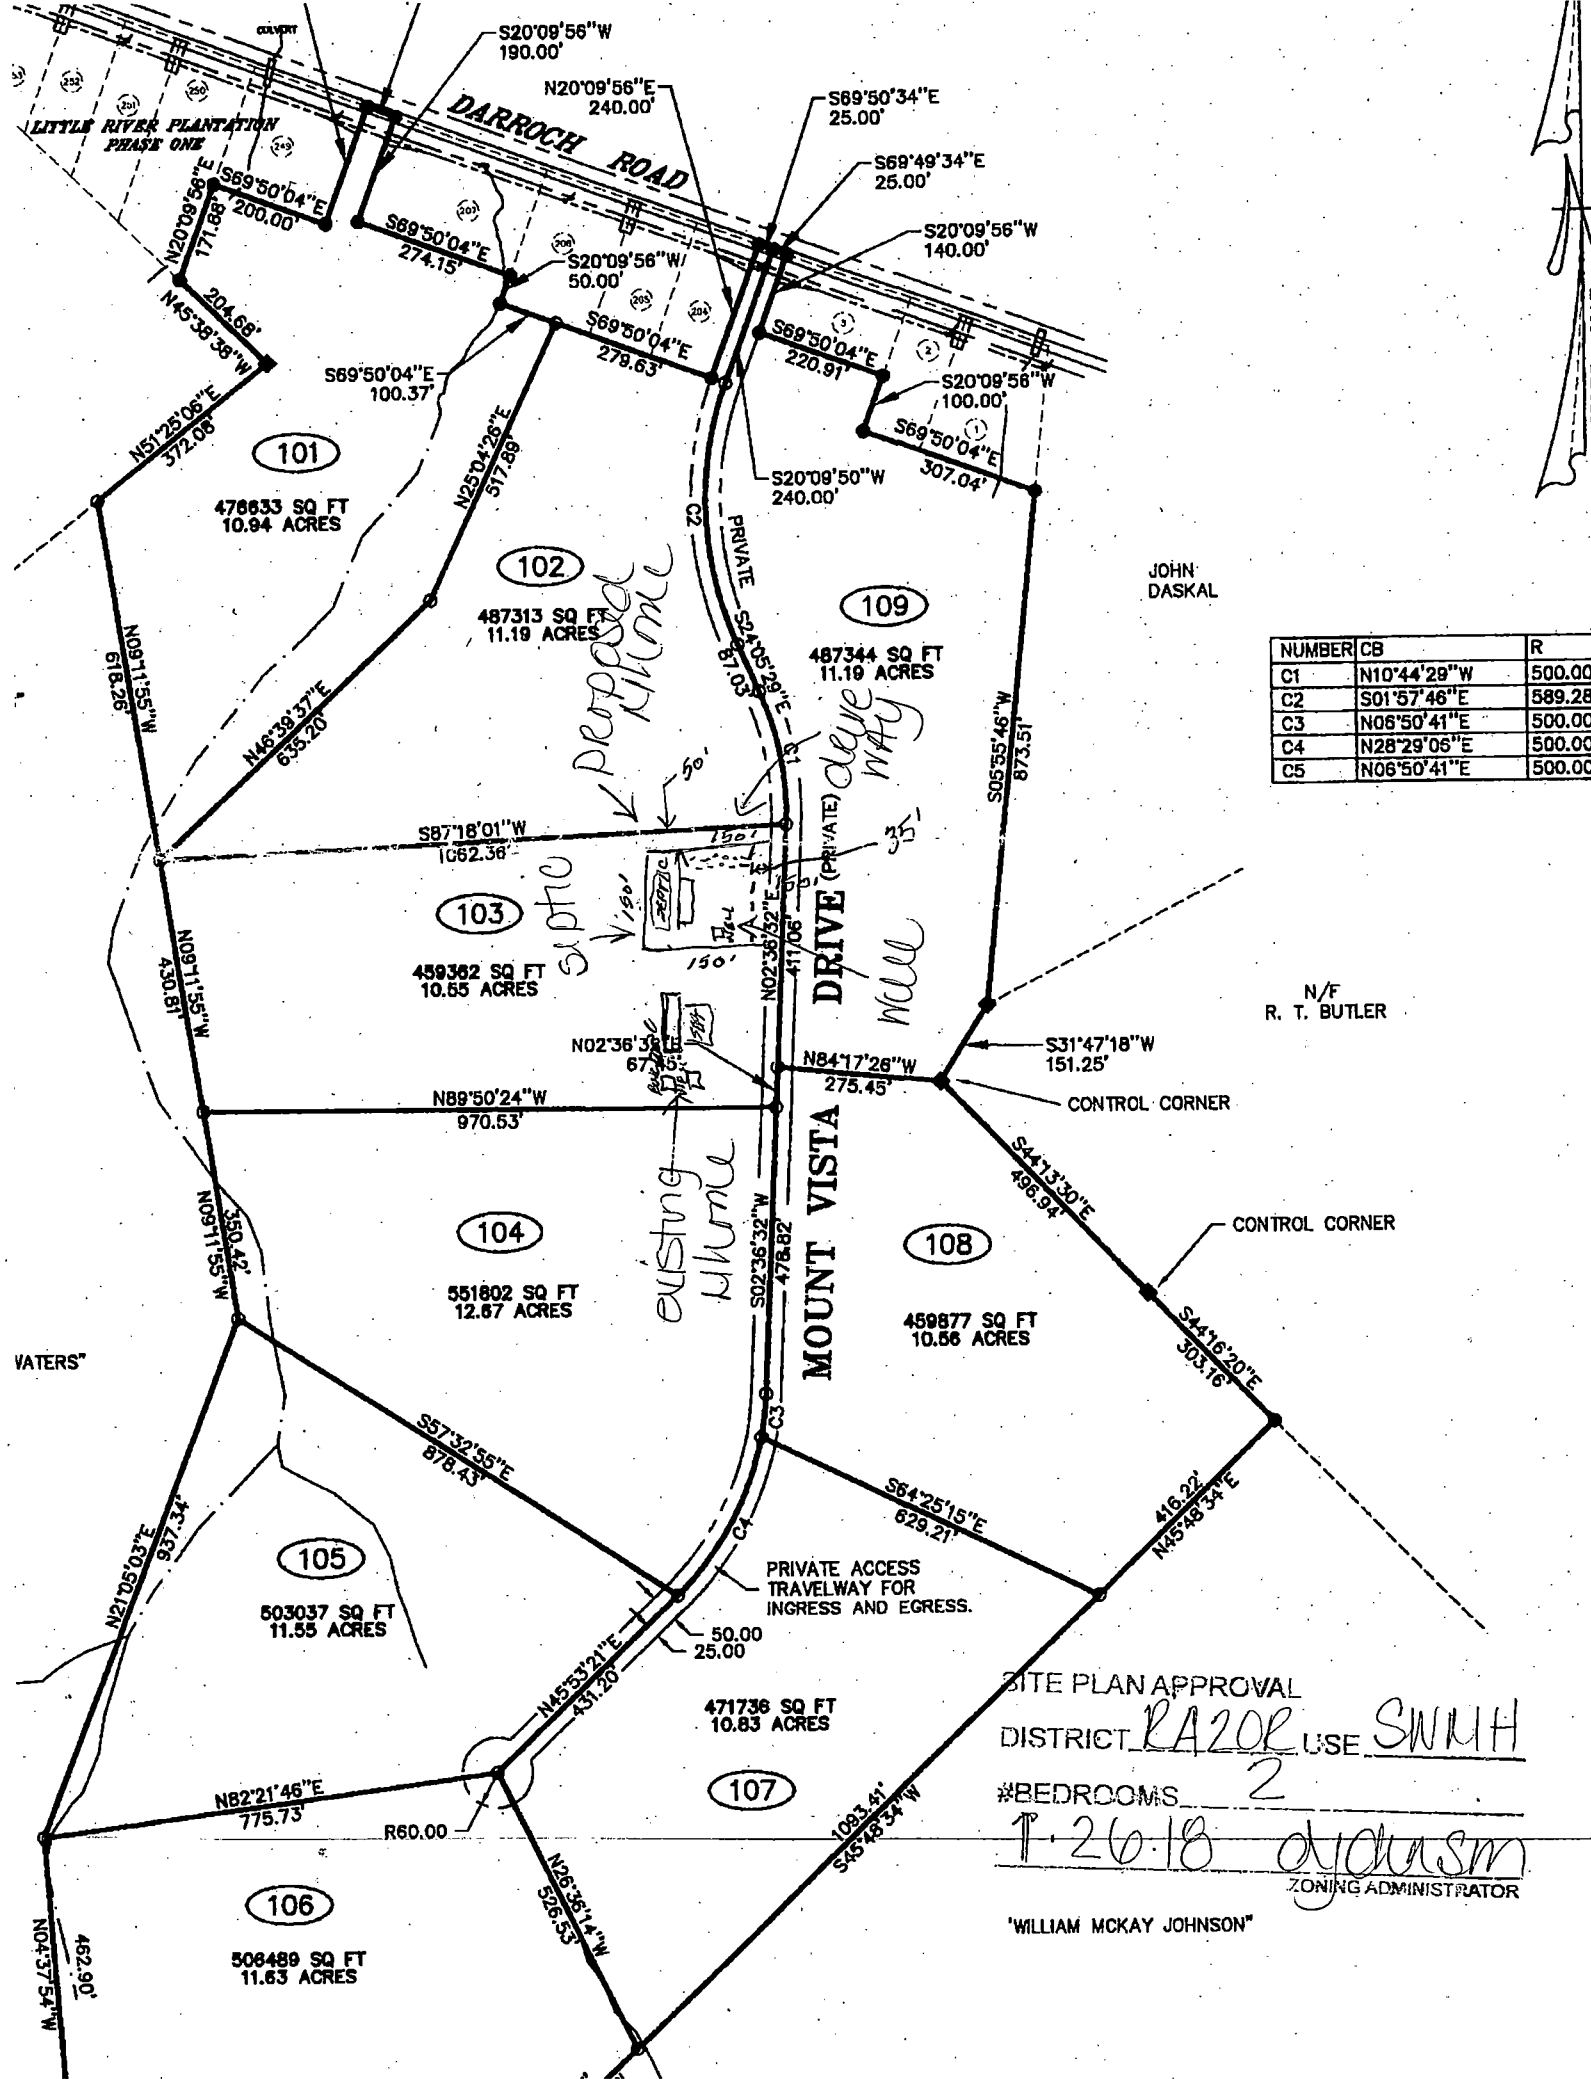 CULVERT
S20°09'56"W
190.00'
N20°09'56"E
240.00'
S69°50'34"E
25.00'
S69°49'34"E
25.00'
S20°09'56"W
140.00'
DARROCH ROAD
252
251
250
249
LITTLE RIVER PLANTATION
PHASE ONE
207
206
205
204
3
2
1
N20°09'56"E
171.88'
S69°50'04"E
200.00'
S69°50'04"E
274.15'
S20°09'56"W
50.00'
S69°50'04"E
279.63'
S69°50'04"E
220.91'
S20°09'56"W
100.00'
S69°50'04"E
307.04'
204.68'
N45°38'38"W
S69°50'04"E
100.37'
N51°25'06"E
372.08'
N25°04'26"E
517.89'
S20°09'50"W
240.00'
101
476633 SQ FT
10.94 ACRES
102
487313 SQ FT
11.19 ACRES
C2
PRIVATE
S24°05'29"E
87.03'
109
487344 SQ FT
11.19 ACRES
JOHN
DASKAL
NUMBER CB R
C1 N10°44'29"W 500.00
C2 S01°57'46"E 589.28
C3 N06°50'41"E 500.00
C4 N28°29'05"E 500.00
C5 N06°50'41"E 500.00
N09°11'55"W
618.26'
N46°39'37"E
635.20'
proposed
Mhome
50'
C1
S05°55'46"W
873.51'
S87°18'01"W
1062.36'
150'
35'
103
459362 SQ FT
10.55 ACRES
septic
150'
SEPTIC
150'
well
N02°36'32"E
411.06'
N09°11'55"W
430.81'
MOUNT VISTA DRIVE (PRIVATE)
N/F
R. T. BUTLER
S31°47'18"W
151.25'
N84°17'26"W
275.45'
CONTROL CORNER
N89°50'24"W
970.53'
existing
Mhome
S44°13'30"E
496.94'
CONTROL CORNER
N09°11'55"W
350.42'
104
551802 SQ FT
12.67 ACRES
S02°36'32"W
478.82'
108
459877 SQ FT
10.56 ACRES
S44°16'20"E
303.16'
WATERS"
S57°32'55"E
878.43'
C3
S64°25'15"E
629.21'
416.22'
N45°48'34"E
N21°05'03"E
937.34'
105
503037 SQ FT
11.55 ACRES
C4
PRIVATE ACCESS
TRAVELWAY FOR
INGRESS AND EGRESS.
50.00
25.00
N45°53'21"E
431.20'
471736 SQ FT
10.83 ACRES
107
1093.41'
S45°48'34"W
N82°21'46"E
775.73'
R60.00
N26°36'14"W
526.53'
106
506489 SQ FT
11.63 ACRES
N04°37'54"W
462.90'
SITE PLAN APPROVAL
DISTRICT RA20R USE SWMH
#BEDROOMS 2
ZONING ADMINISTRATOR
"WILLIAM MCKAY JOHNSON"